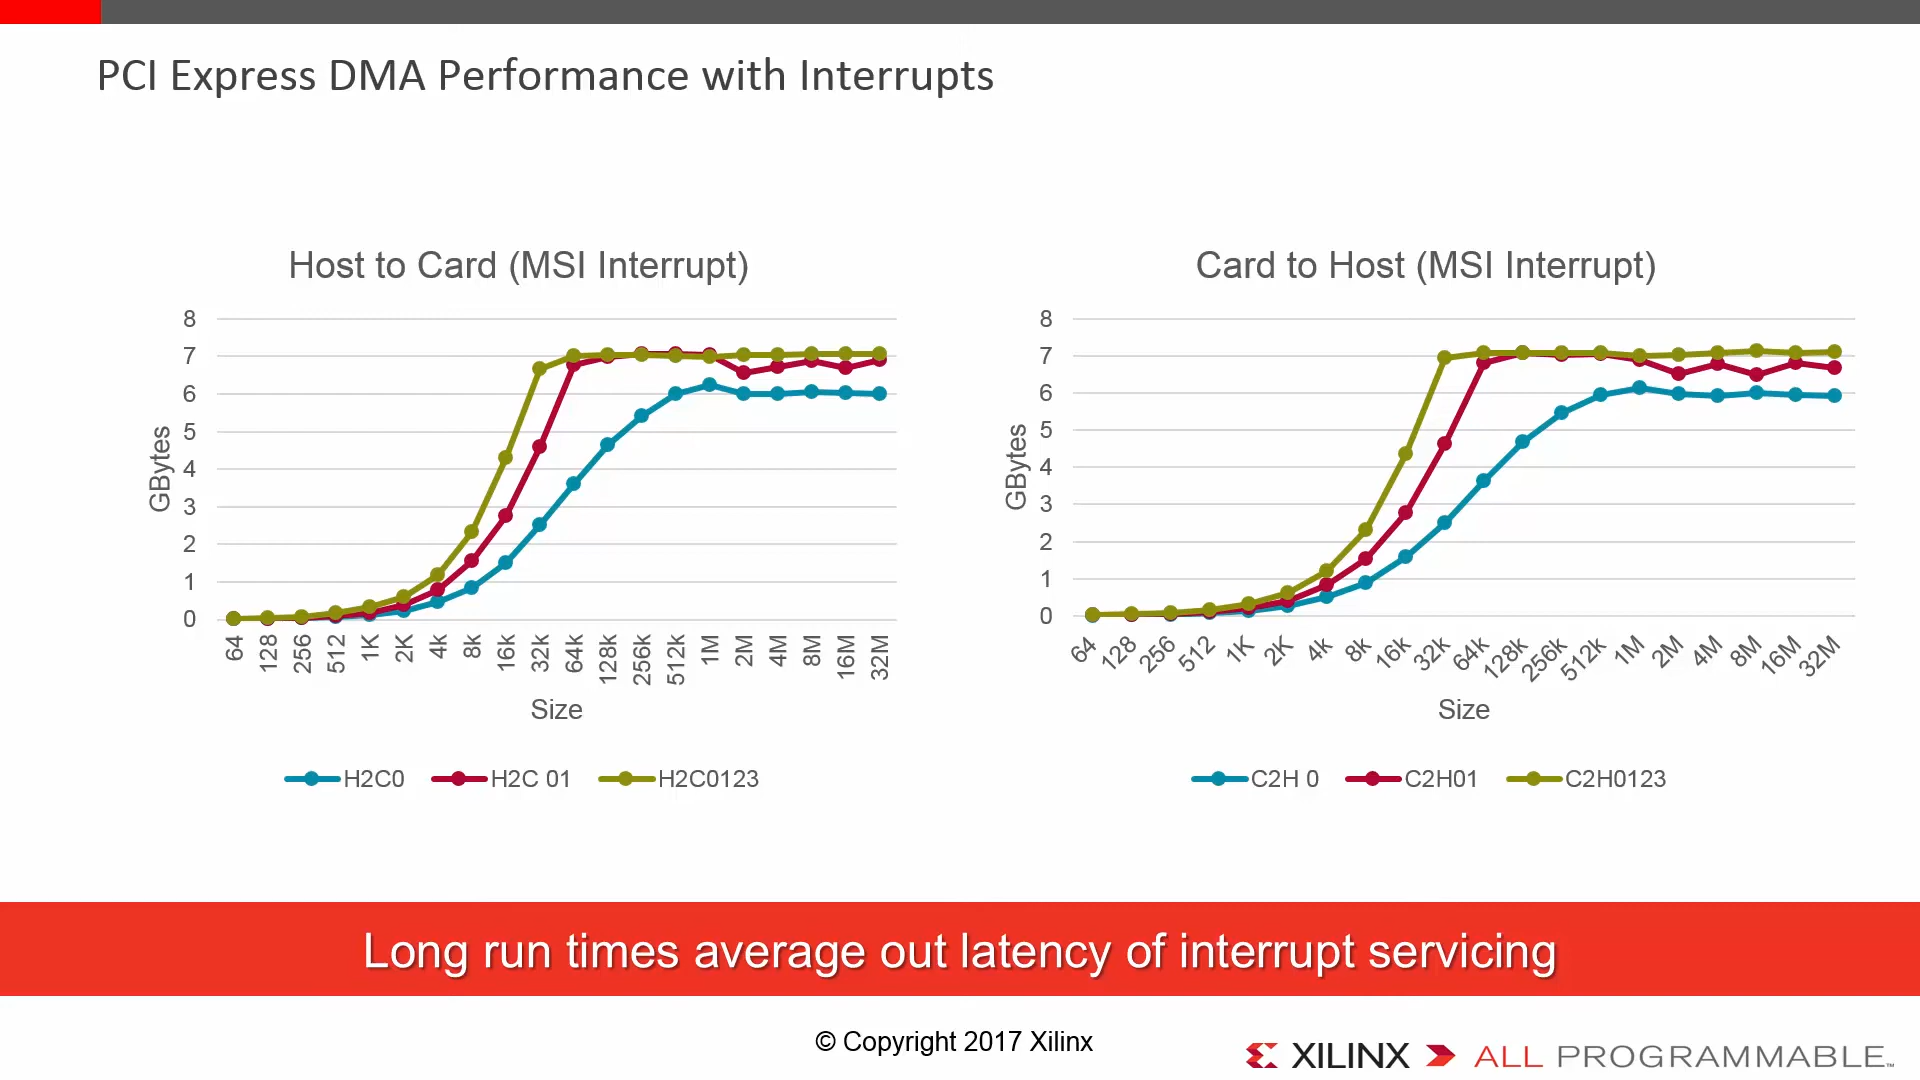 PCI Express DMA Performance with Interrupts
Host to Card (MSI Interrupt)
8
7
6
5
4
3
2
1
0
GBytes
64 128 256 512 1K 2K 4k 8k 16k 32k 64k 128k 256k 512k 1M 2M 4M 8M 16M 32M
Size
H2C0 H2C 01 H2C0123
Card to Host (MSI Interrupt)
8
7
6
5
4
3
2
1
0
GBytes
64 128 256 512 1K 2K 4k 8k 16k 32k 64k 128k 256k 512k 1M 2M 4M 8M 16M 32M
Size
C2H 0 C2H01 C2H0123
Long run times average out latency of interrupt servicing
© Copyright 2017 Xilinx
XILINX ALL PROGRAMMABLE™